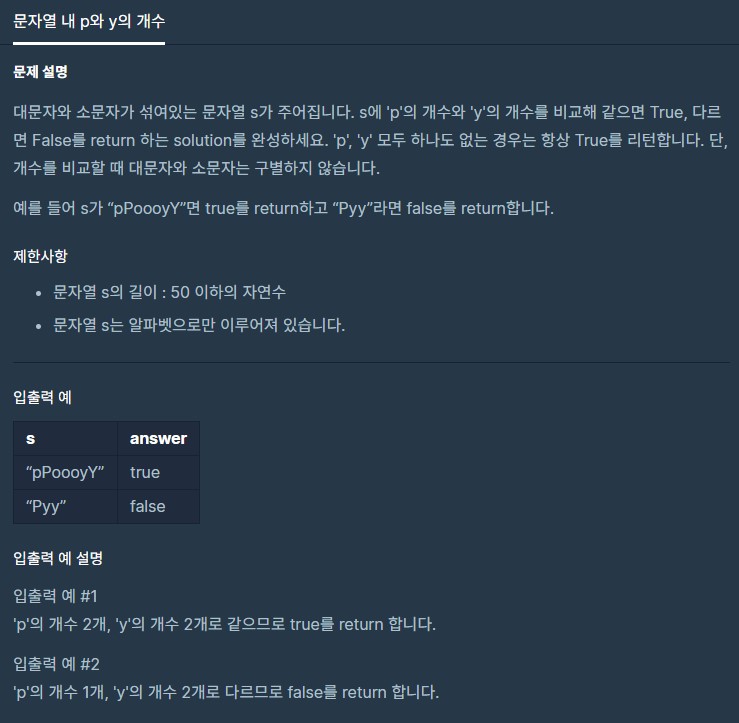 문자열 내 p와 y의 개수
문제 설명
대문자와 소문자가 섞여있는 문자열 s가 주어집니다. s에 'p'의 개수와 'y'의 개수를 비교해 같으면 True, 다르
면 False를 return 하는 solution를 완성하세요. 'p', 'y' 모두 하나도 없는 경우는 항상 True를 리턴합니다. 단,
개수를 비교할 때 대문자와 소문자는 구별하지 않습니다.
예를 들어 s가 “pPoooyY”면 true를 return하고 “Pyy”라면 false를 return합니다.
제한사항
• 문자열 s의 길이 : 50 이하의 자연수
• 문자열 s는 알파벳으로만 이루어져 있습니다.
입출력 예
s answer
“pPoooyY” true
“Pyy” false
입출력 예 설명
입출력 예 #1
'p'의 개수 2개, 'y'의 개수 2개로 같으므로 true를 return 합니다.
입출력 예 #2
'p'의 개수 1개, 'y'의 개수 2개로 다르므로 false를 return 합니다.